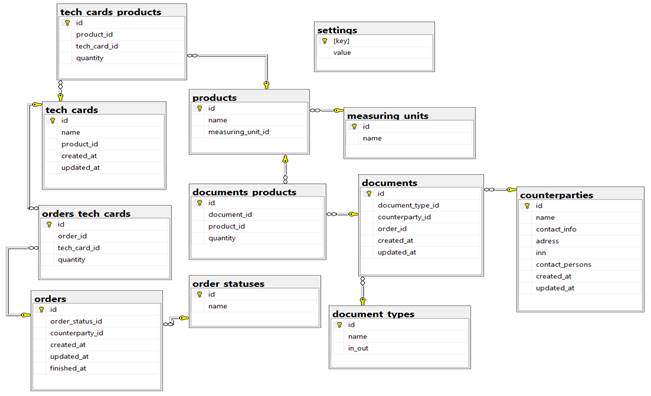 tech_cards_products
id
product_id
tech_card_id
quantity
settings
[key]
value
products
id
name
measuring_unit_id
measuring_units
id
name
tech_cards
id
name
product_id
created_at
updated_at
documents_products
id
document_id
product_id
quantity
documents
id
document_type_id
counterparty_id
order_id
created_at
updated_at
counterparties
id
name
contact_info
adress
inn
contact_persons
created_at
updated_at
orders_tech_cards
id
order_id
tech_card_id
quantity
order_statuses
id
name
orders
id
order_status_id
counterparty_id
created_at
updated_at
finished_at
document_types
id
name
in_out